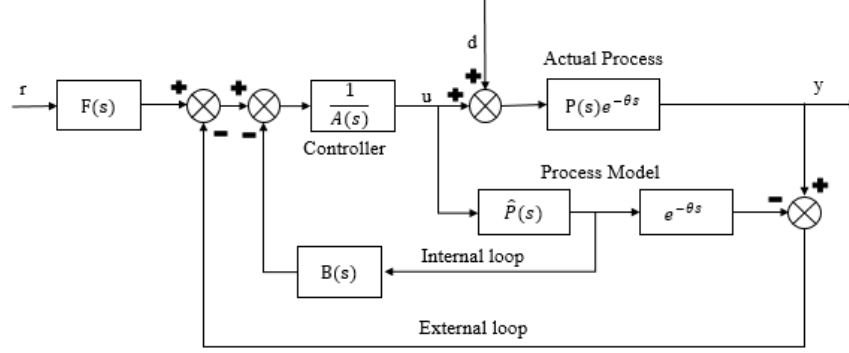 d
Actual Process
r
F(s)
1
A(s)
u
P(s)e^{-θs}
y
Controller
Process Model
P̂(s)
e^{-θs}
Internal loop
B(s)
External loop